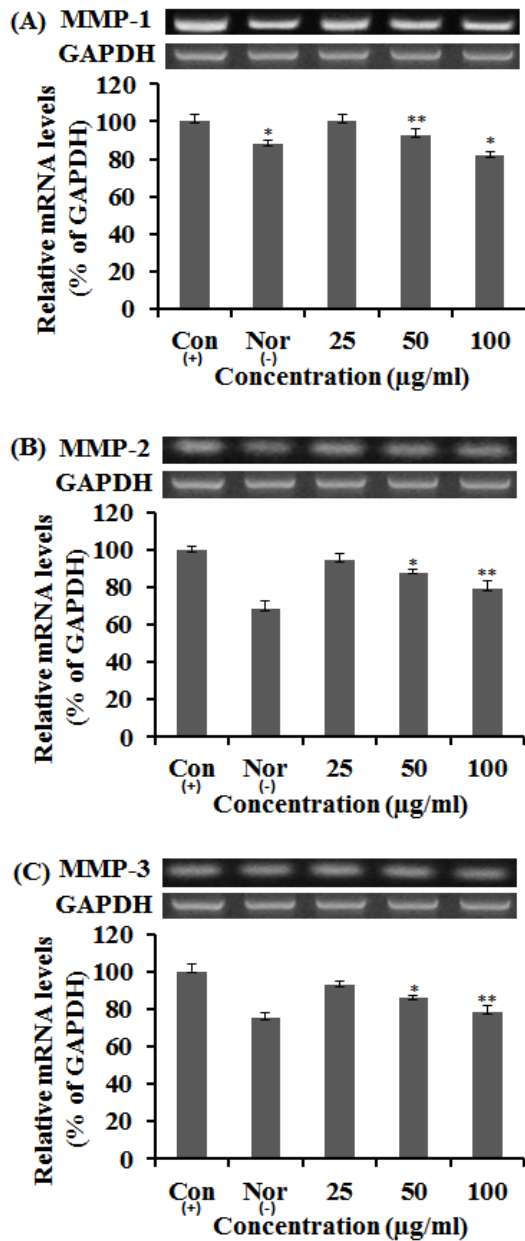 (A) MMP-1
GAPDH
Relative mRNA levels
(% of GAPDH)
120
100
80
60
40
20
0
*
**
*
Con Nor 25 50 100
(+) (-)
Concentration (µg/ml)
(B) MMP-2
GAPDH
Relative mRNA levels
(% of GAPDH)
120
100
80
60
40
20
0
*
**
Con Nor 25 50 100
(+) (-)
Concentration (µg/ml)
(C) MMP-3
GAPDH
Relative mRNA levels
(% of GAPDH)
120
100
80
60
40
20
0
*
**
Con Nor 25 50 100
(+) (-)
Concentration (µg/ml)